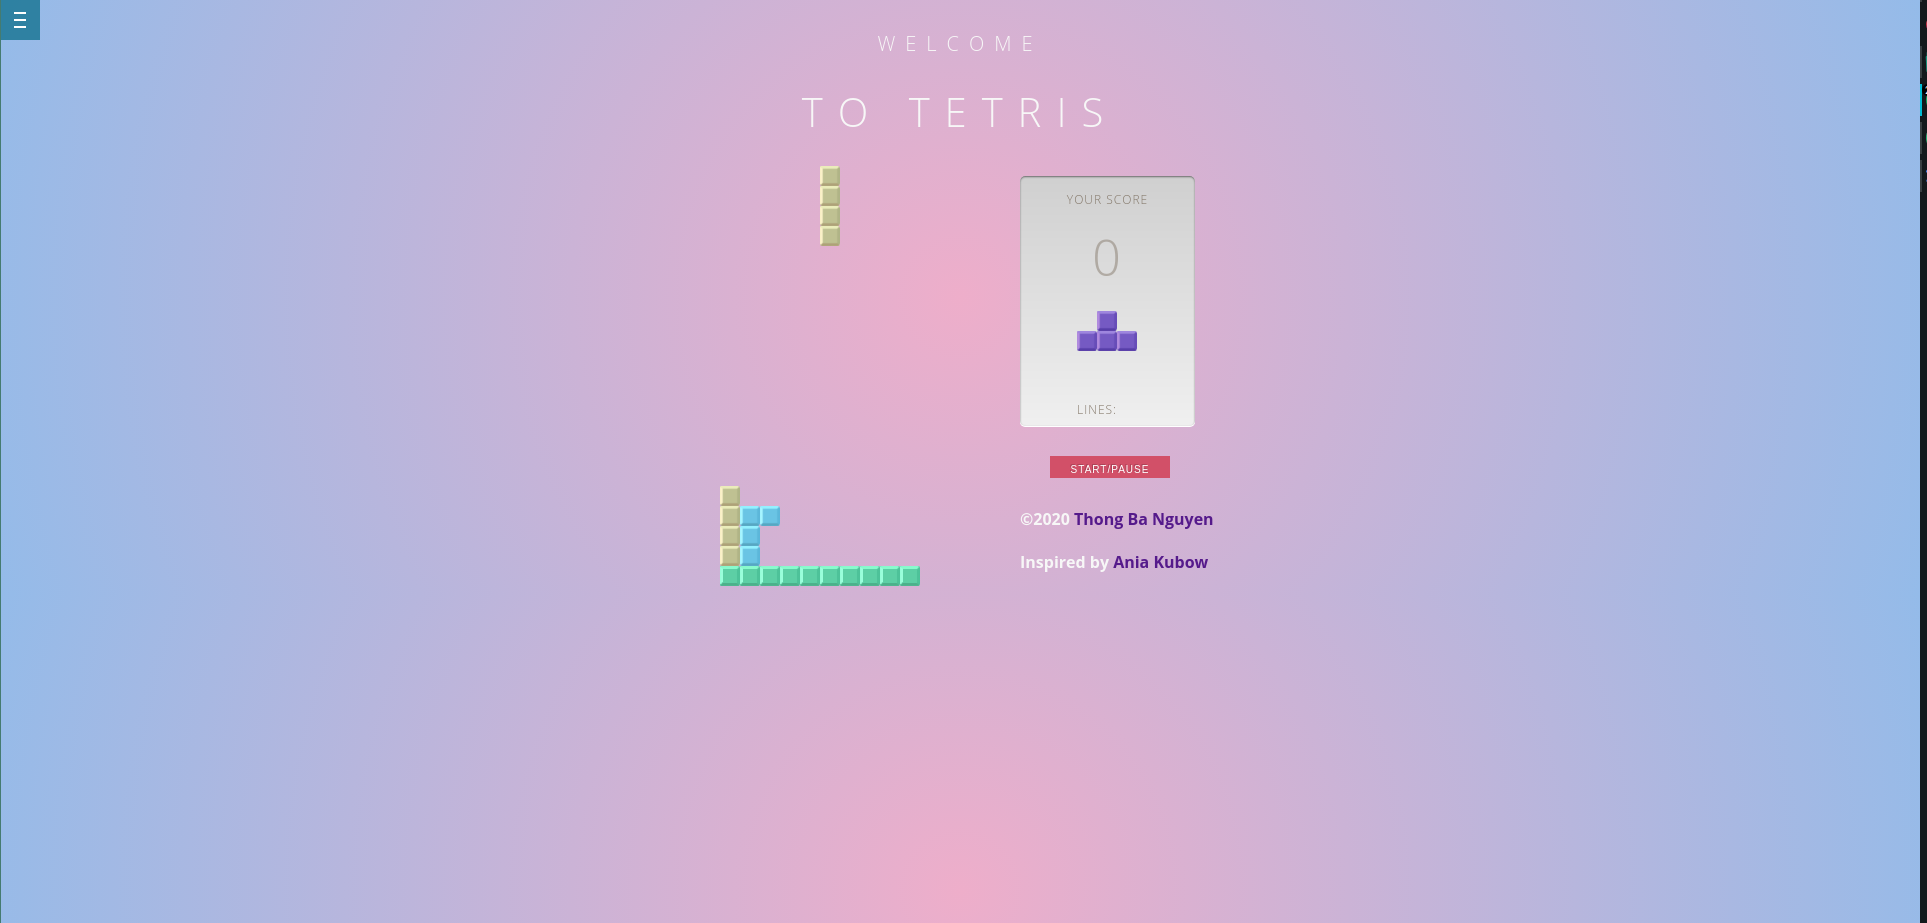 WELCOME
TO TETRIS
YOUR SCORE
0
LINES:
START/PAUSE
©2020 Thong Ba Nguyen
Inspired by Ania Kubow